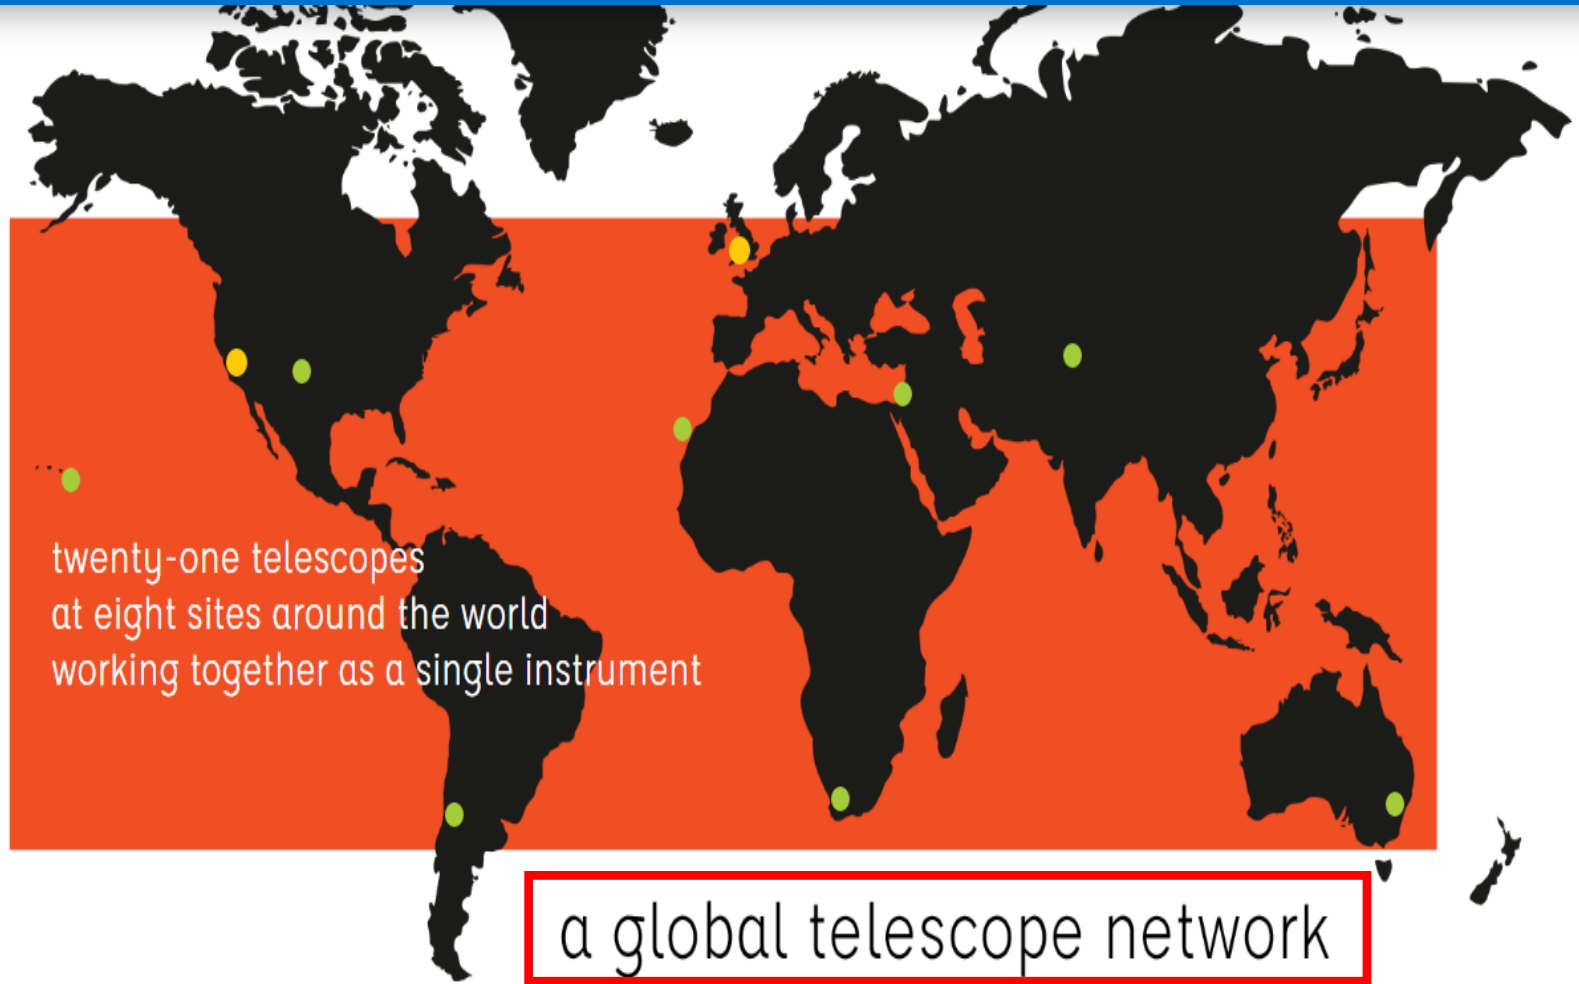 twenty-one telescopes
at eight sites around the world
working together as a single instrument
a global telescope network